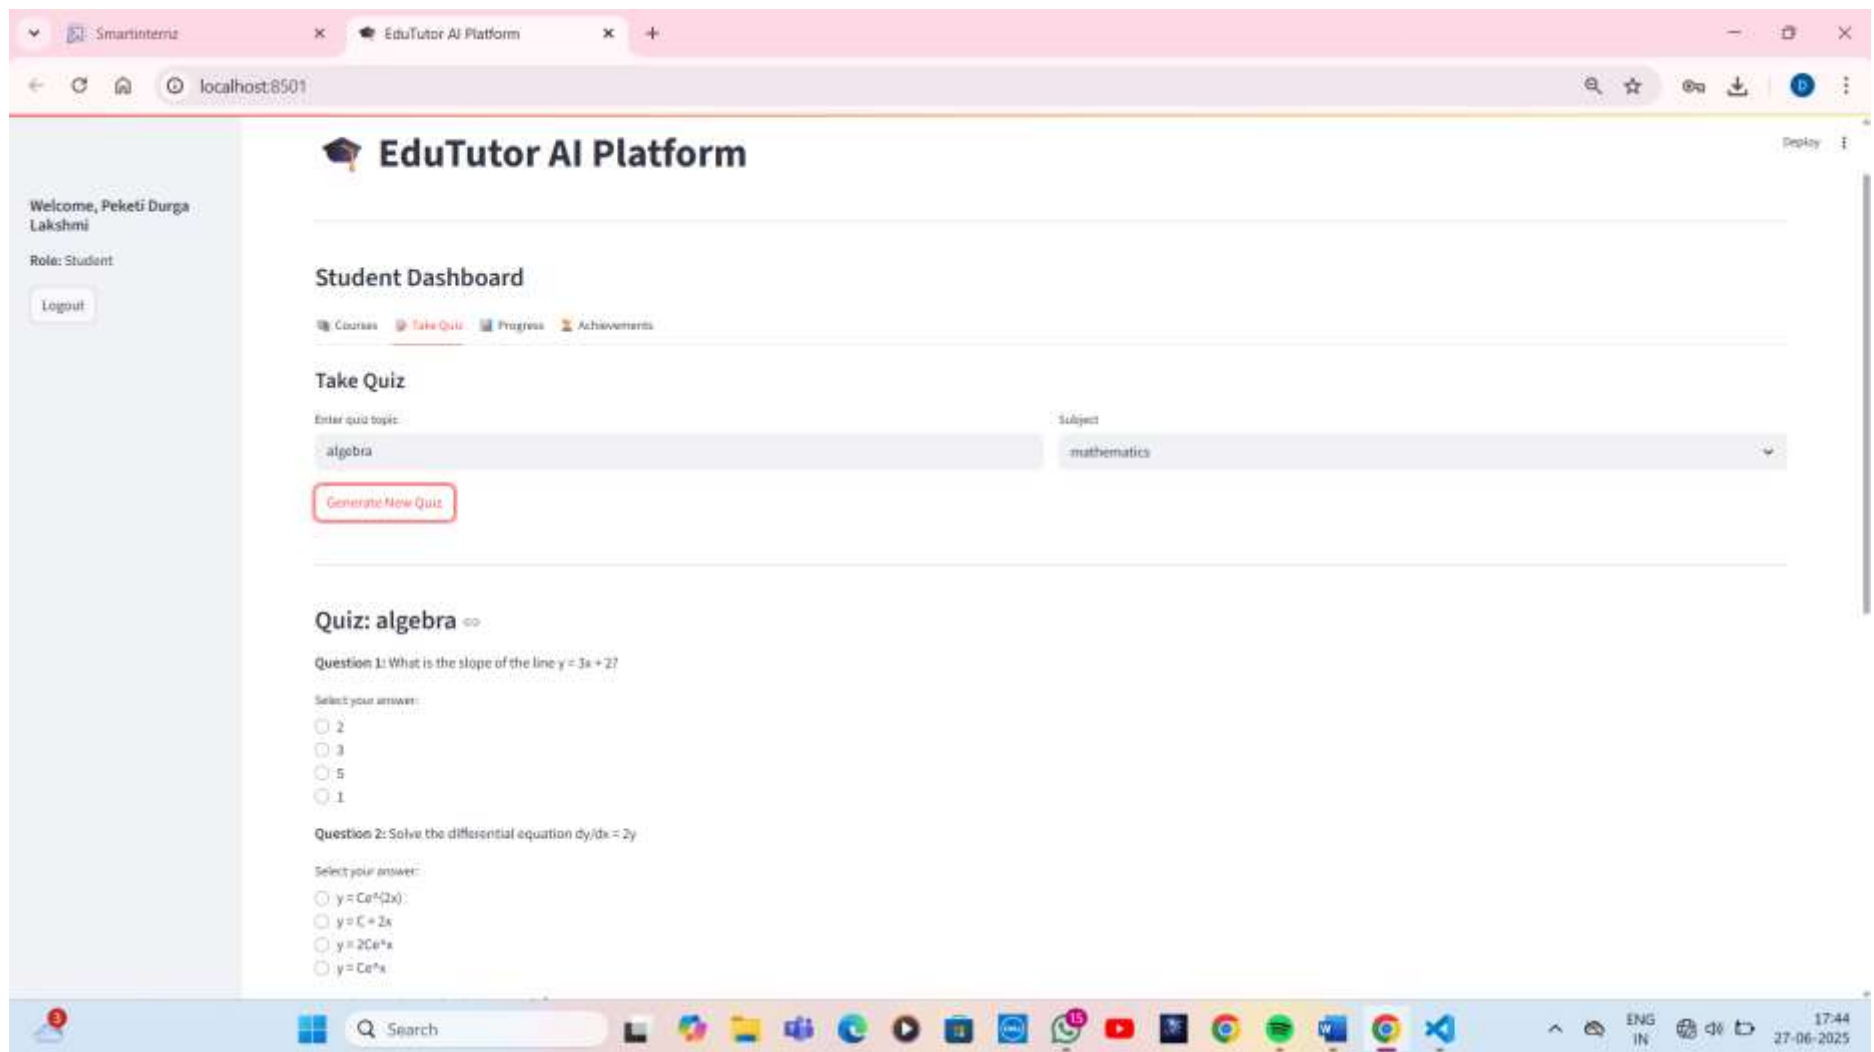 Smartinternz
EduTutor AI Platform
localhost:8501
EduTutor AI Platform
Deploy
Welcome, Peketi Durga
Lakshmi
Role: Student
Logout
Student Dashboard
Courses Take Quiz Progress Achievements
Take Quiz
Enter quiz topic
Subject
algebra
mathematics
Generate New Quiz
Quiz: algebra
Question 1: What is the slope of the line y = 3x + 2?
Select your answer:
2
3
5
1
Question 2: Solve the differential equation dy/dx = 2y
Select your answer:
y = Ce^(2x)
y = C + 2x
y = 2Ce^x
y = Ce^x
3
Search
15
ENG
IN
17:44
27-06-2025